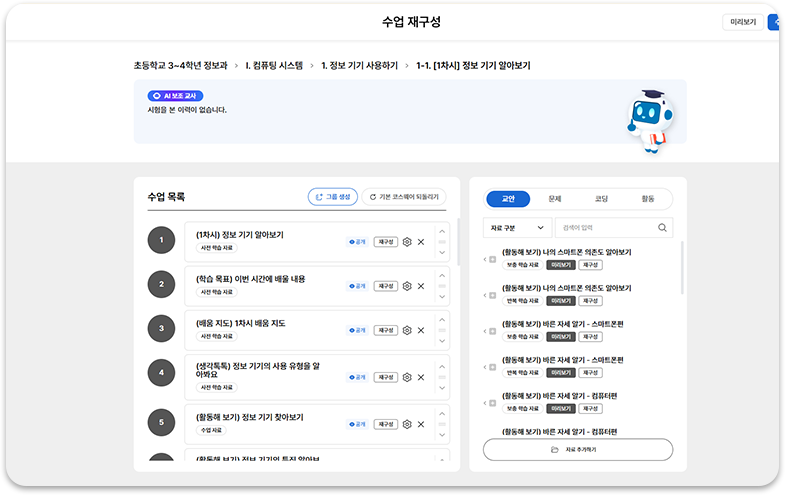 수업 재구성
미리보기
초등학교 3~4학년 정보과 > I. 컴퓨팅 시스템 > 1. 정보 기기 사용하기 > 1-1. [1차시] 정보 기기 알아보기
AI 보조 교사
시험을 본 이력이 없습니다.
수업 목록
그룹 생성
기본 코스웨어 되돌리기
1
(1차시) 정보 기기 알아보기
사전 학습 자료
공개
재구성
2
(학습 목표) 이번 시간에 배울 내용
사전 학습 자료
공개
재구성
3
(배움 지도) 1차시 배움 지도
사전 학습 자료
공개
재구성
4
(생각톡톡) 정보 기기의 사용 유형을 알
아봐요
사전 학습 자료
공개
재구성
5
(활동해 보기) 정보 기기 찾아보기
수업 자료
공개
재구성
(활동해 보기) 정보 기기의 특징 알아보
교안 문제 코딩 활동
자료 구분
검색어 입력
(활동해 보기) 나의 스마트폰 의존도 알아보기
보충 학습 자료 미리보기 재구성
(활동해 보기) 나의 스마트폰 의존도 알아보기
반복 학습 자료 미리보기 재구성
(활동해 보기) 바른 자세 알기 - 스마트폰편
보충 학습 자료 미리보기 재구성
(활동해 보기) 바른 자세 알기 - 스마트폰편
반복 학습 자료 미리보기 재구성
(활동해 보기) 바른 자세 알기 - 컴퓨터편
보충 학습 자료 미리보기 재구성
(활동해 보기) 바른 자세 알기 - 컴퓨터편
자료 추가하기